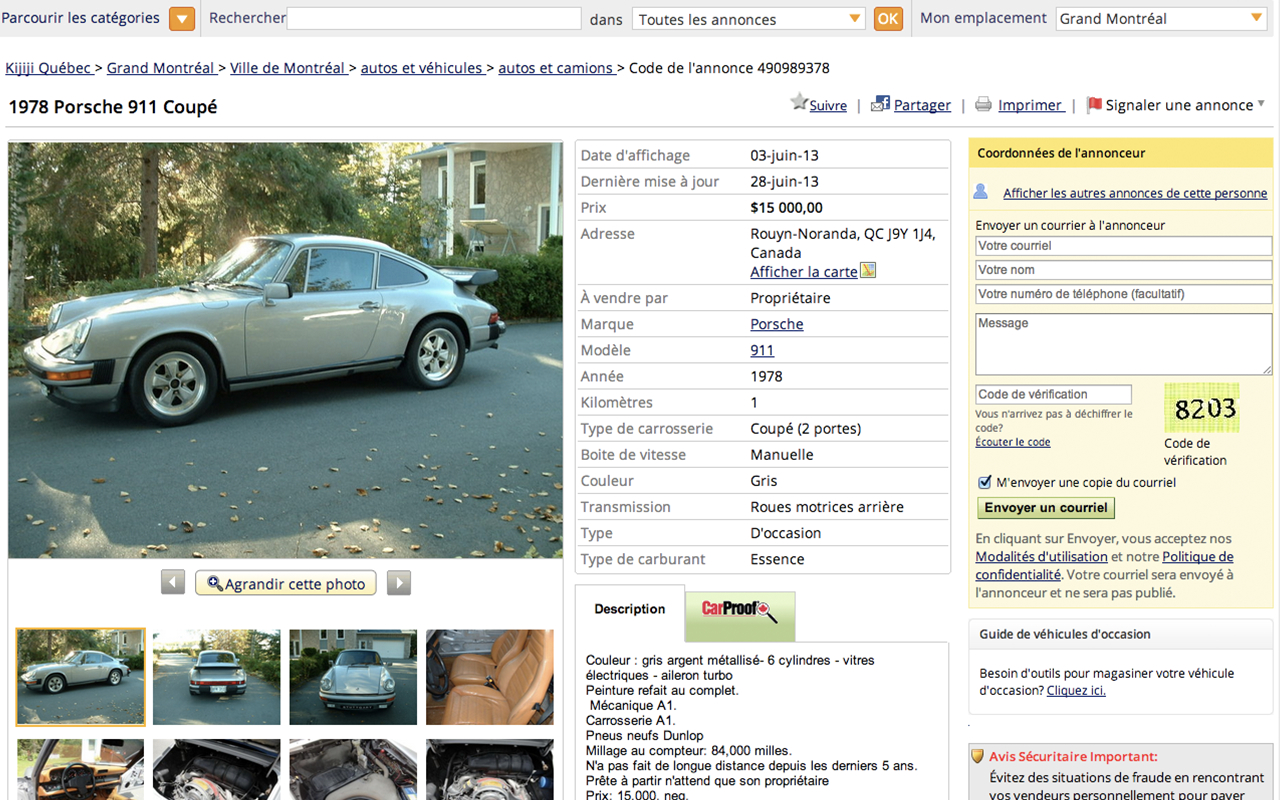 Parcourir les catégories Rechercher dans Toutes les annonces OK Mon emplacement Grand Montréal
Kijiji Québec > Grand Montréal > Ville de Montréal > autos et véhicules > autos et camions > Code de l'annonce 490989378
1978 Porsche 911 Coupé
Suivre | Partager | Imprimer | Signaler une annonce
Date d'affichage 03-juin-13
Dernière mise à jour 28-juin-13
Prix $15 000,00
Adresse Rouyn-Noranda, QC J9Y 1J4,
Canada
Afficher la carte
À vendre par Propriétaire
Marque Porsche
Modèle 911
Année 1978
Kilomètres 1
Type de carrosserie Coupé (2 portes)
Boite de vitesse Manuelle
Couleur Gris
Transmission Roues motrices arrière
Type D'occasion
Type de carburant Essence
Agrandir cette photo
Description
CarProof
Couleur : gris argent métallisé- 6 cylindres - vitres
électriques - aileron turbo
Peinture refait au complet.
Mécanique A1.
Carrosserie A1.
Pneus neufs Dunlop
Millage au compteur: 84,000 milles.
N'a pas fait de longue distance depuis les derniers 5 ans.
Prête à partir n'attend que son propriétaire
Prix: 15,000. neg.
Coordonnées de l'annonceur
Afficher les autres annonces de cette personne
Envoyer un courrier à l'annonceur
Votre courriel
Votre nom
Votre numéro de téléphone (facultatif)
Message
Code de vérification
Vous n'arrivez pas à déchiffrer le
code?
Écouter le code
8203
Code de
vérification
M'envoyer une copie du courriel
Envoyer un courriel
En cliquant sur Envoyer, vous acceptez nos
Modalités d'utilisation et notre Politique de
confidentialité. Votre courriel sera envoyé à
l'annonceur et ne sera pas publié.
Guide de véhicules d'occasion
Besoin d'outils pour magasiner votre véhicule
d'occasion? Cliquez ici.
.
Avis Sécuritaire Important:
Évitez des situations de fraude en rencontrant
vos vendeurs personnellement pour payer